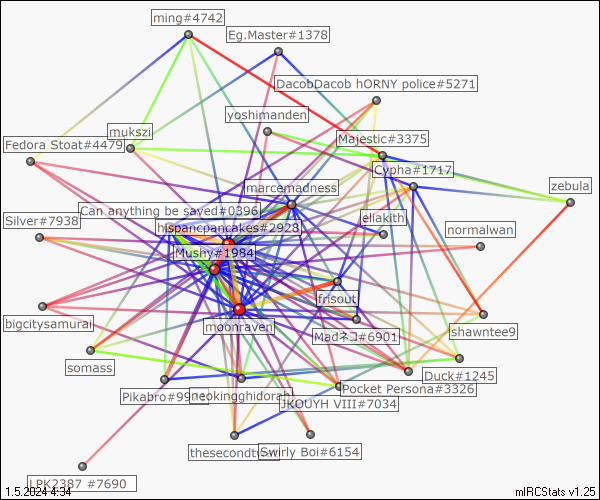 ming#4742
Eg.Master#1378
DacobDacob hORNY police#5271
yoshimanden
mukszi
Majestic#3375
Fedora Stoat#4479
Cypha#1717
marcemadness
zebula
Can anything be saved#0396
Silver#7938
eliakith
hispancpancakes#2928
normalwan
Mushy#1984
frisout
bigcitysamurai
moonraven
Madネコ#6901
shawntee9
somass
Duck#1245
Pocket Persona#3326
Pikabro#99
neokingghidorah
JKOUYH VIII#7034
thesecondtw
Swirly Boi#6154
LPK2387 #7690
1.5.2024 4:34
mIRCStats v1.25